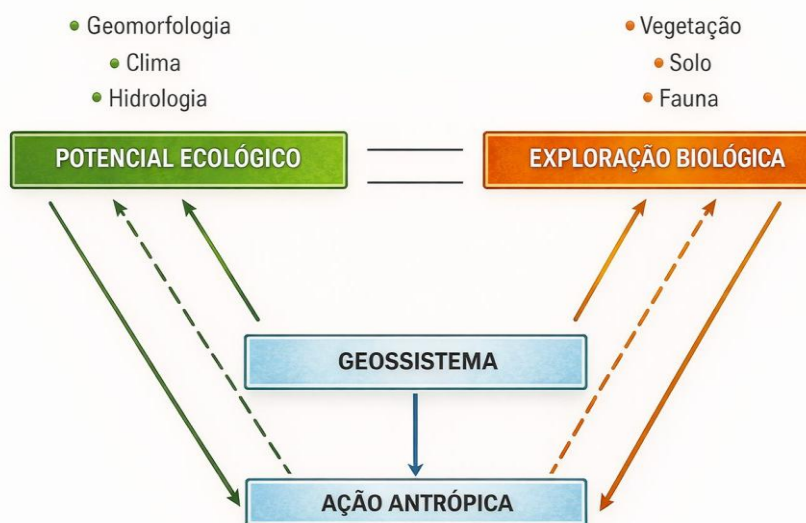 • Geomorfologia
• Clima
• Hidrologia
POTENCIAL ECOLÓGICO
• Vegetação
• Solo
• Fauna
EXPLORAÇÃO BIOLÓGICA
GEOSSISTEMA
AÇÃO ANTRÓPICA